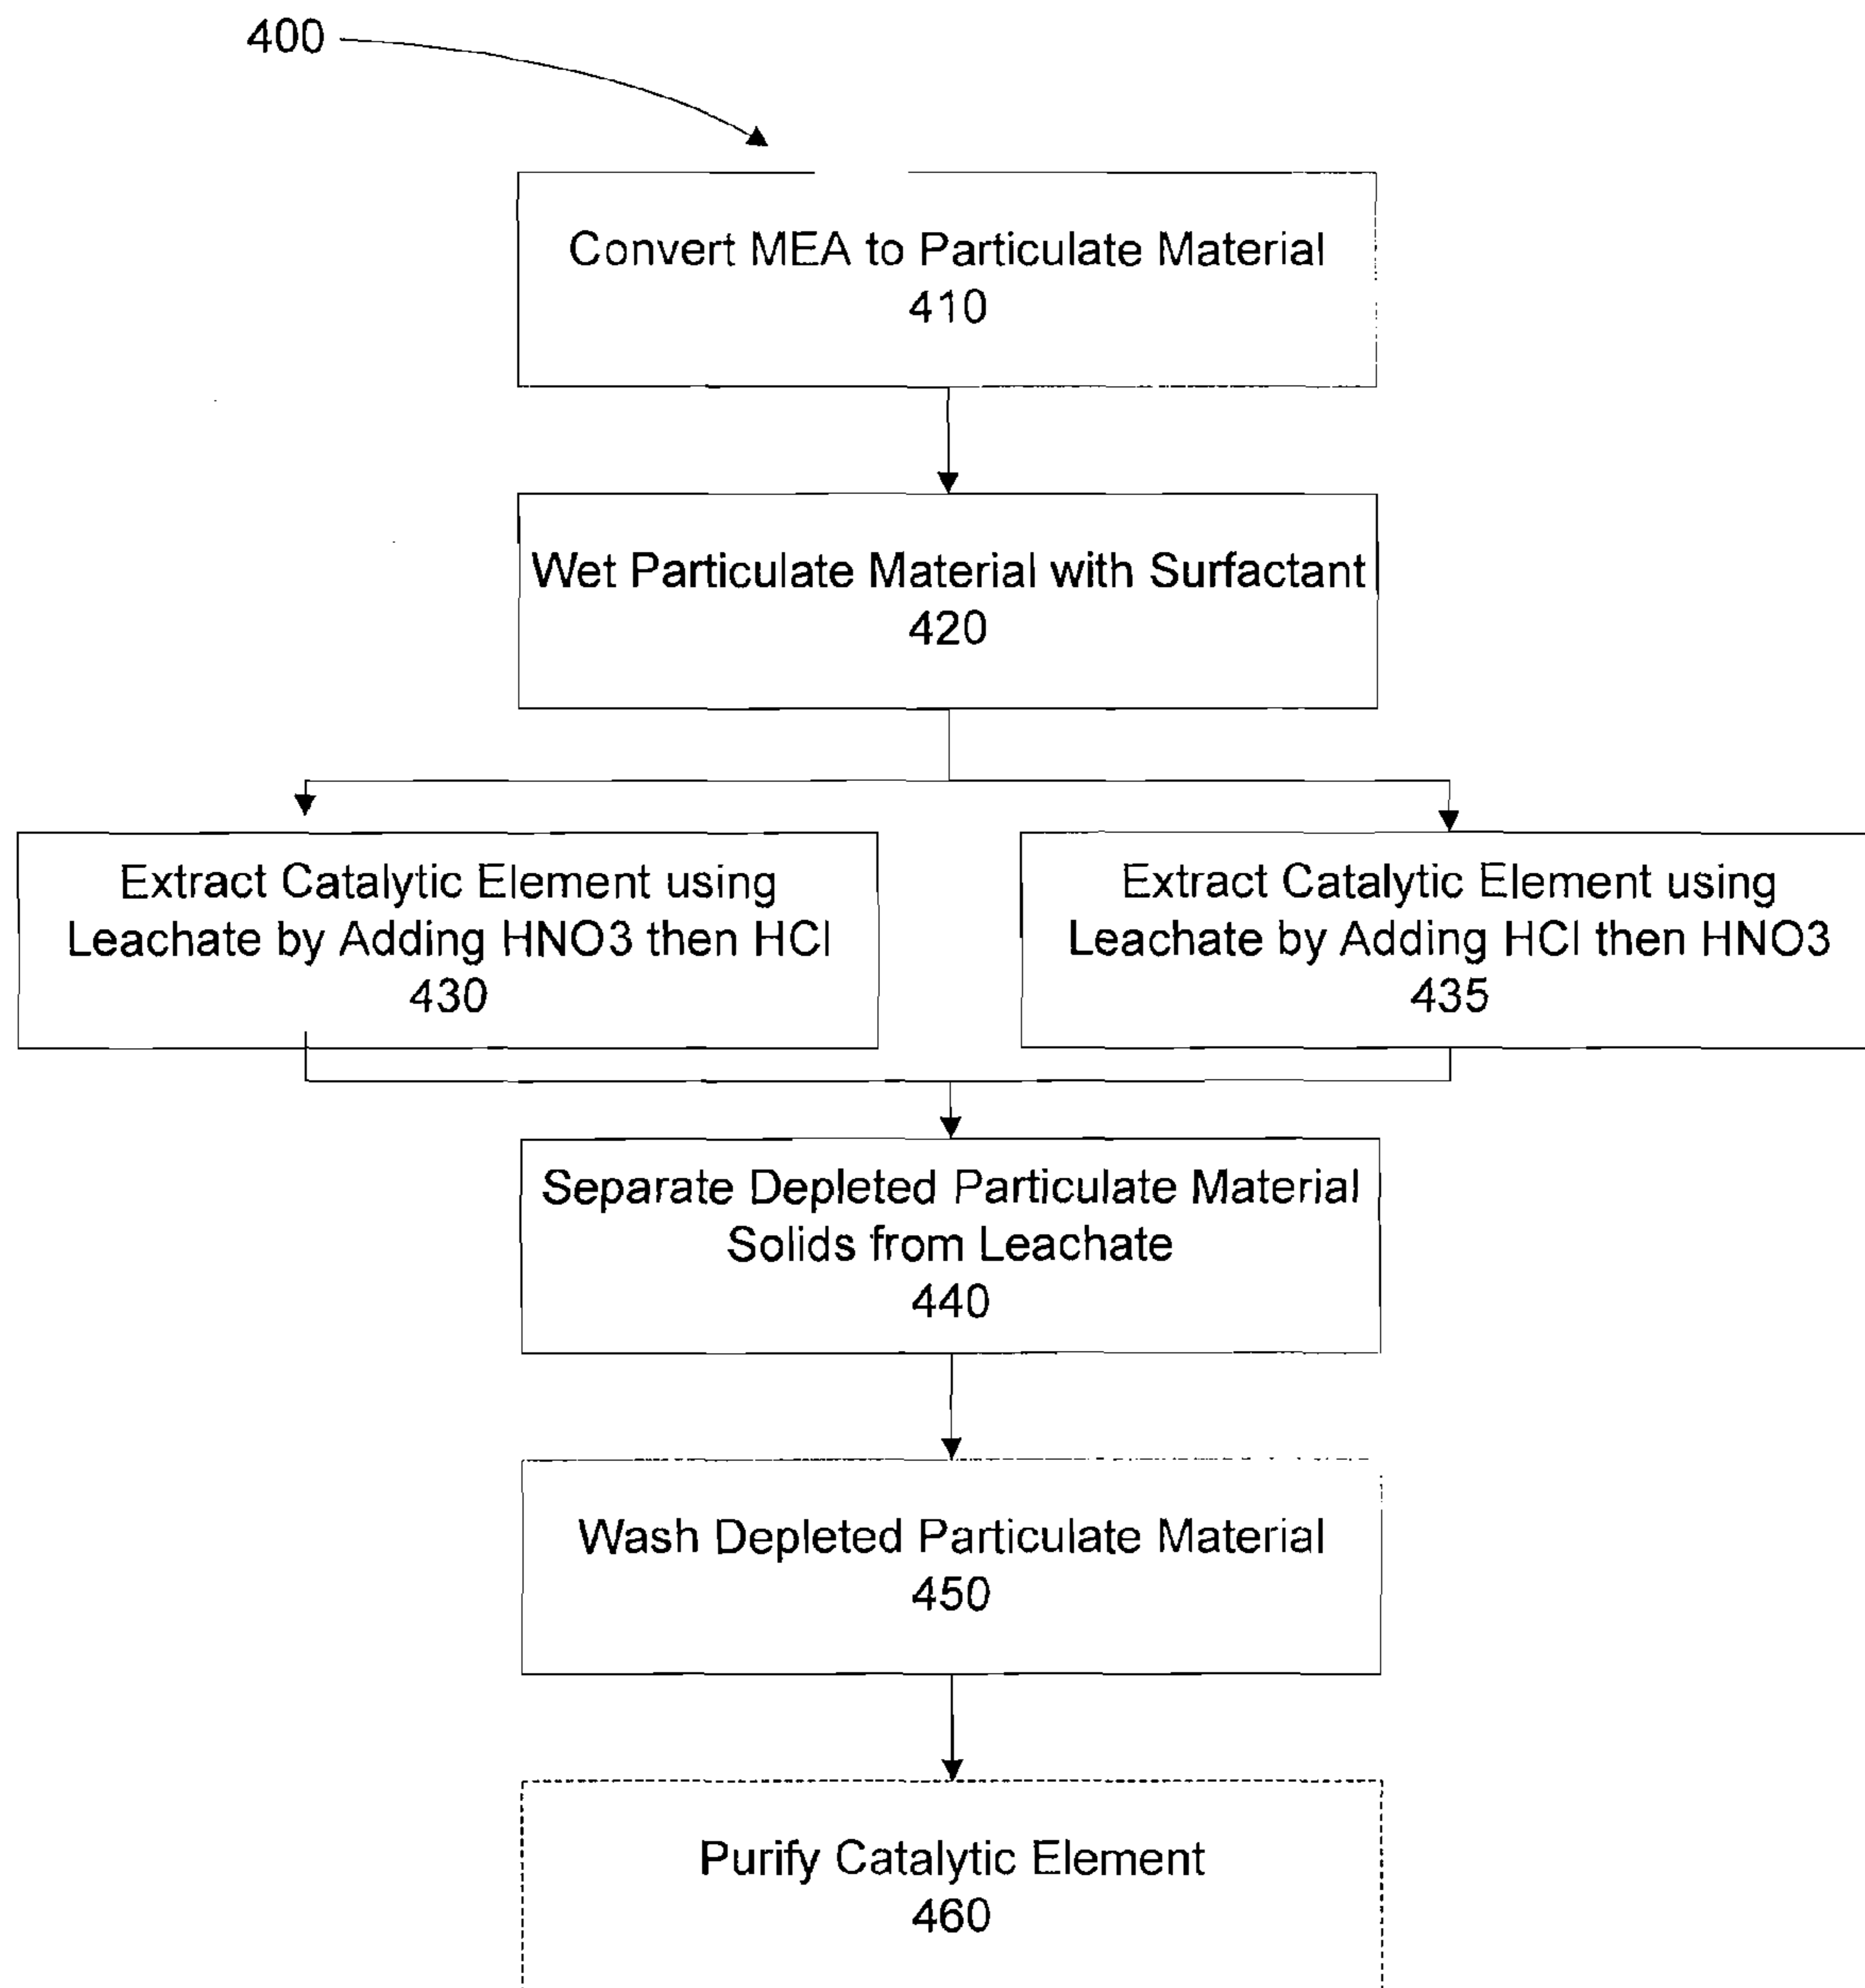 400
Convert MEA to Particulate Material
410
Wet Particulate Material with Surfactant
420
Extract Catalytic Element using
Leachate by Adding HNO3 then HCl
430
Extract Catalytic Element using
Leachate by Adding HCl then HNO3
435
Separate Depleted Particulate Material
Solids from Leachate
440
Wash Depleted Particulate Material
450
Purify Catalytic Element
460